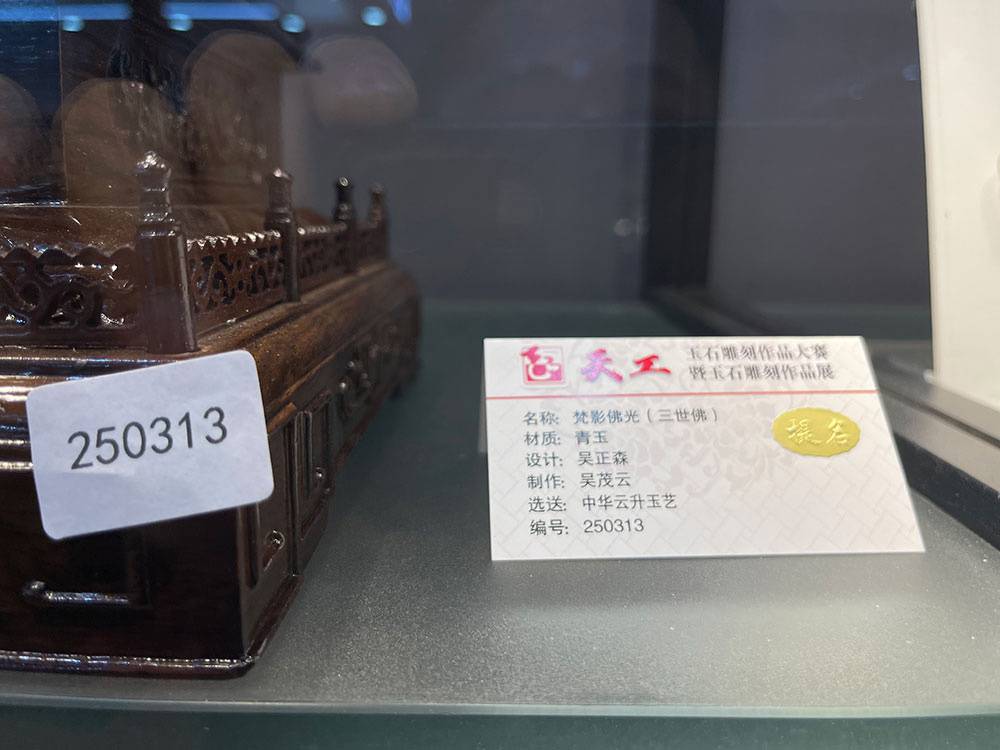 250313
天工
玉石雕刻作品大赛
暨玉石雕刻作品展
名称：梵影佛光（三世佛）
提名
材质：青玉
设计：吴正森
制作：吴茂云
选送：中华云升玉艺
编号：250313